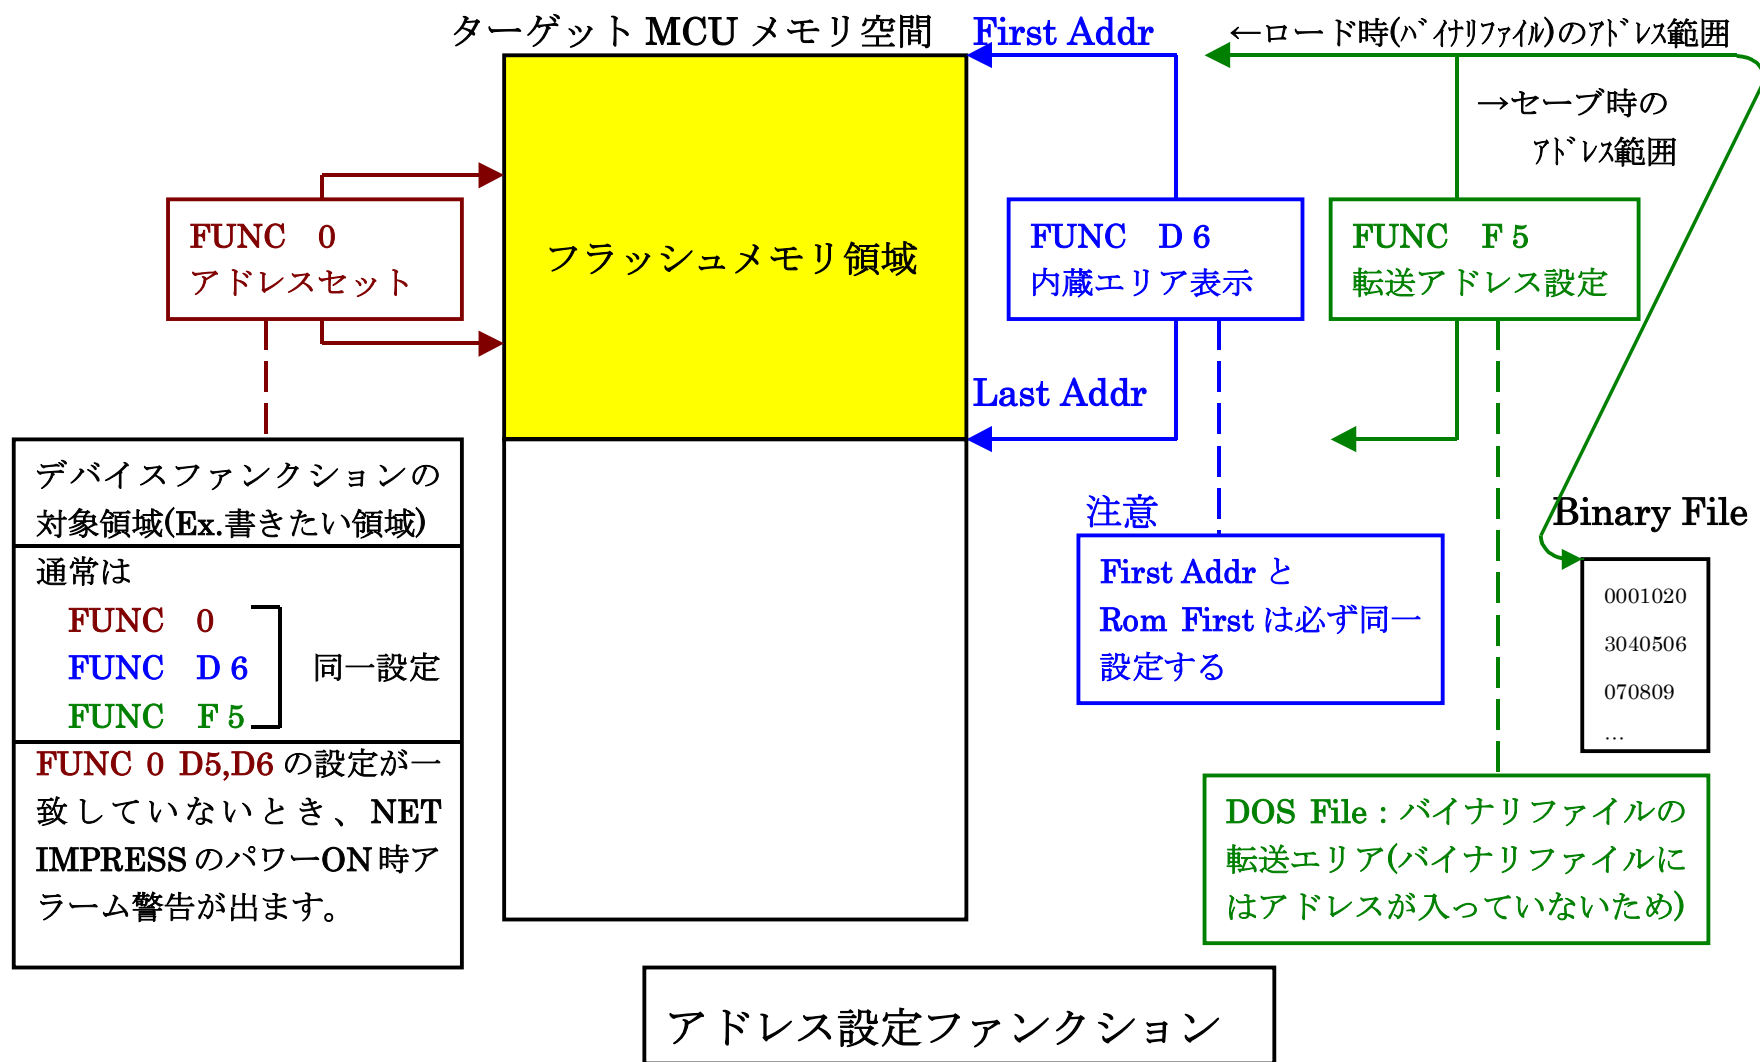 ターゲット MCU メモリ空間
First Addr
←ロード時(バイナリファイル)のアドレス範囲
→セーブ時の
アドレス範囲
FUNC 0
アドレスセット
フラッシュメモリ領域
FUNC D 6
内蔵エリア表示
FUNC F 5
転送アドレス設定
Last Addr
デバイスファンクションの
対象領域(Ex.書きたい領域)
通常は
FUNC 0
FUNC D 6
同一設定
FUNC F 5
FUNC 0 D5,D6 の設定が一
致していないとき、NET
IMPRESS のパワーON 時ア
ラーム警告が出ます。
注意
First Addr と
Rom First は必ず同一
設定する
Binary File
0001020
3040506
070809
…
DOS File：バイナリファイルの
転送エリア(バイナリファイルに
はアドレスが入っていないため)
アドレス設定ファンクション